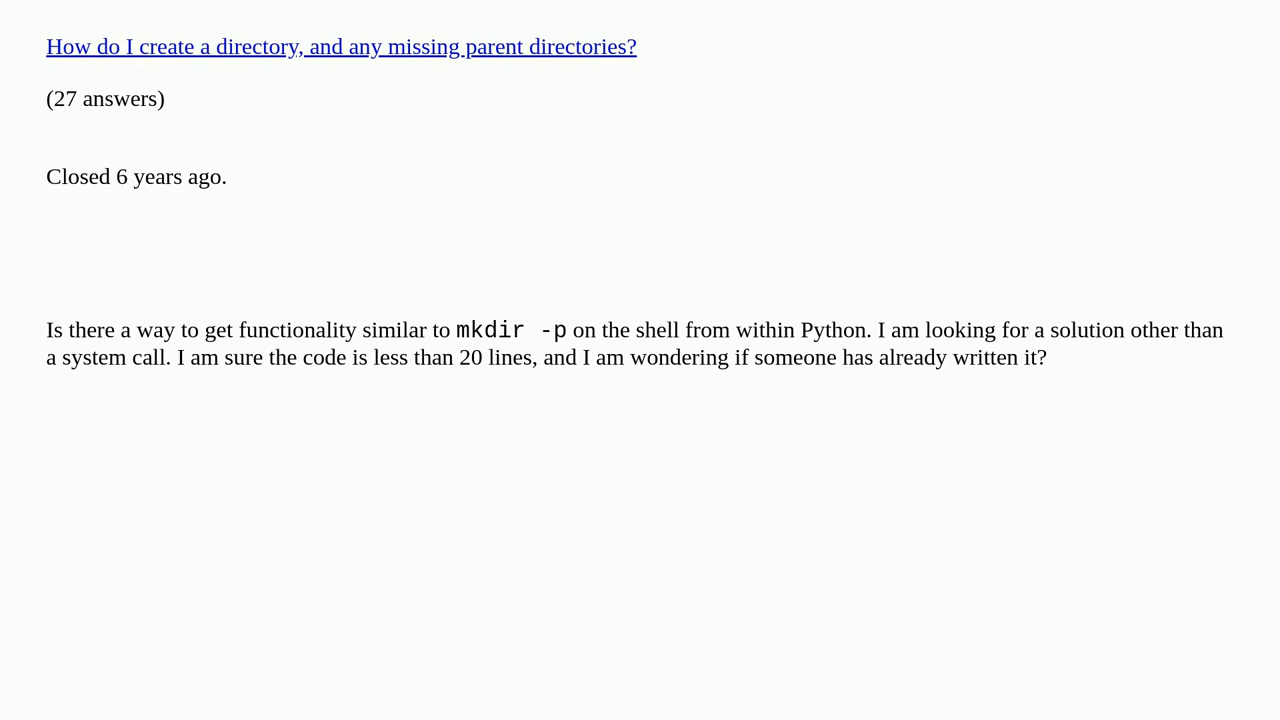 How do I create a directory, and any missing parent directories?
(27 answers)
Closed 6 years ago.
Is there a way to get functionality similar to mkdir -p on the shell from within Python. I am looking for a solution other than
a system call. I am sure the code is less than 20 lines, and I am wondering if someone has already written it?